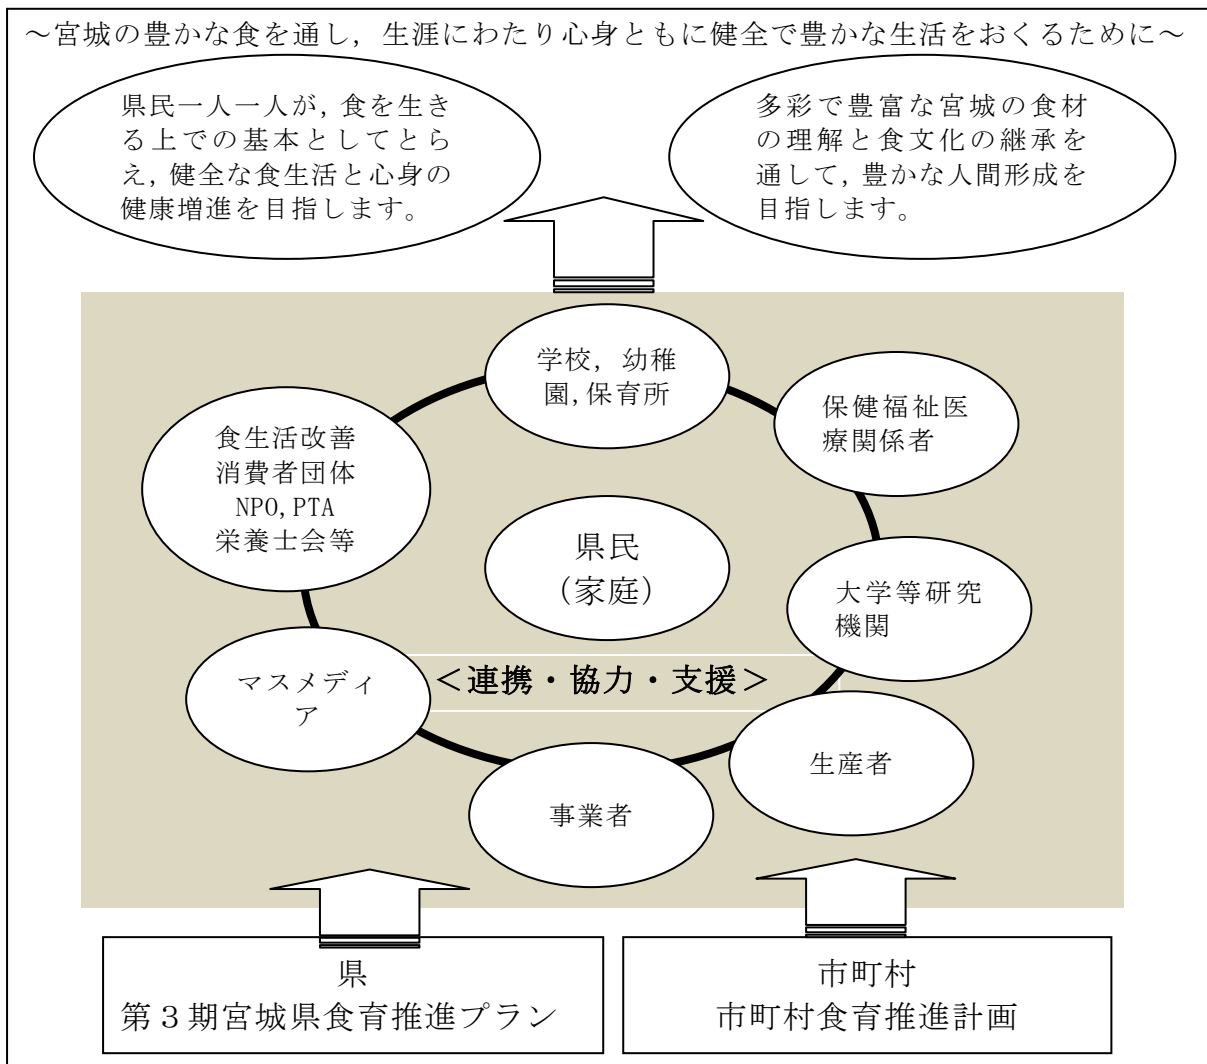 ～宮城の豊かな食を通し，生涯にわたり心身ともに健全で豊かな生活をおくるために～
県民一人一人が，食を生き
る上での基本としてとら
え，健全な食生活と心身の
健康増進を目指します。
多彩で豊富な宮城の食材
の理解と食文化の継承を
通して，豊かな人間形成を
目指します。
学校，幼稚
園，保育所
保健福祉医
療関係者
食生活改善
消費者団体
NPO，PTA
栄養士会等
県民
（家庭）
大学等研究
機関
＜連携・協力・支援＞
マスメディ
ア
生産者
事業者
県
第３期宮城県食育推進プラン
市町村
市町村食育推進計画